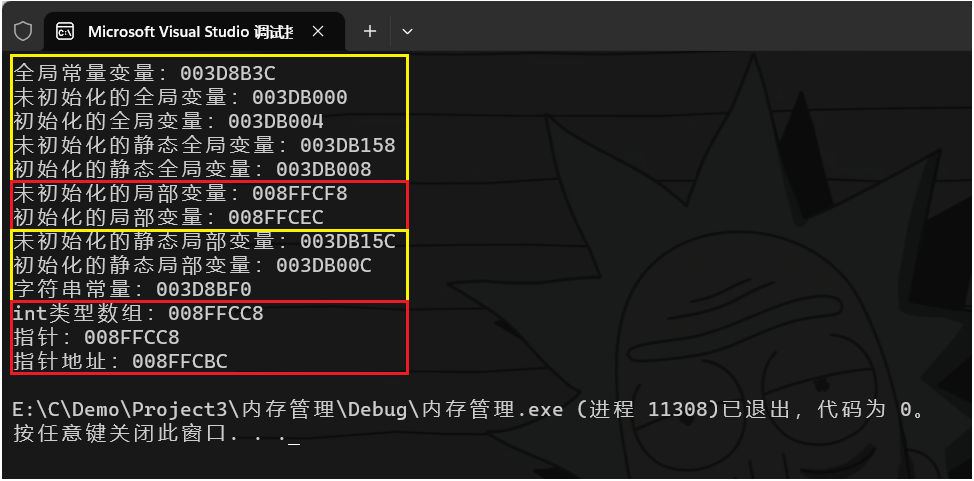 Microsoft Visual Studio 调试
全局常量变量：003D8B3C
未初始化的全局变量：003DB000
初始化的全局变量：003DB004
未初始化的静态全局变量：003DB158
初始化的静态全局变量：003DB008
未初始化的局部变量：008FFCF8
初始化的局部变量：008FFCEC
未初始化的静态局部变量：003DB15C
初始化的静态局部变量：003DB00C
字符串常量：003D8BF0
int类型数组：008FFCC8
指针：008FFCC8
指针地址：008FFCBC
E:\C\Demo\Project3\内存管理\Debug\内存管理.exe (进程 11308)已退出，代码为 0。
按任意键关闭此窗口. . ._